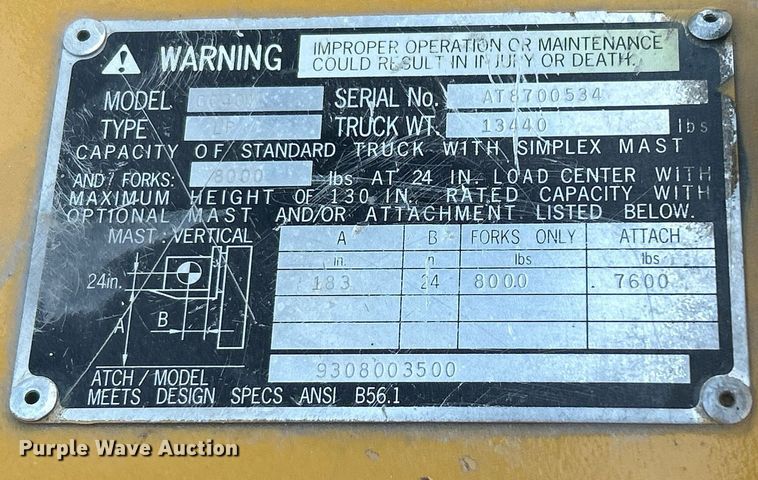 WARNING
IMPROPER OPERATION OR MAINTENANCE
COULD RESULT IN INJURY OR DEATH.
MODEL SERIAL No. AT8700534
TYPE LP TRUCK WT. 13440 lbs
CAPACITY OF STANDARD TRUCK WITH SIMPLEX MAST
AND FORKS: 8000 lbs AT 24 IN. LOAD CENTER WITH
MAXIMUM HEIGHT OF 130 IN. RATED CAPACITY WITH
OPTIONAL MAST AND/OR ATTACHMENT LISTED BELOW.
MAST : VERTICAL A B FORKS ONLY ATTACH
in. n lbs lbs
24in. 183 24 8000 7600
A B
9308003500
ATCH / MODEL
MEETS DESIGN SPECS ANSI B56.1
Purple Wave Auction